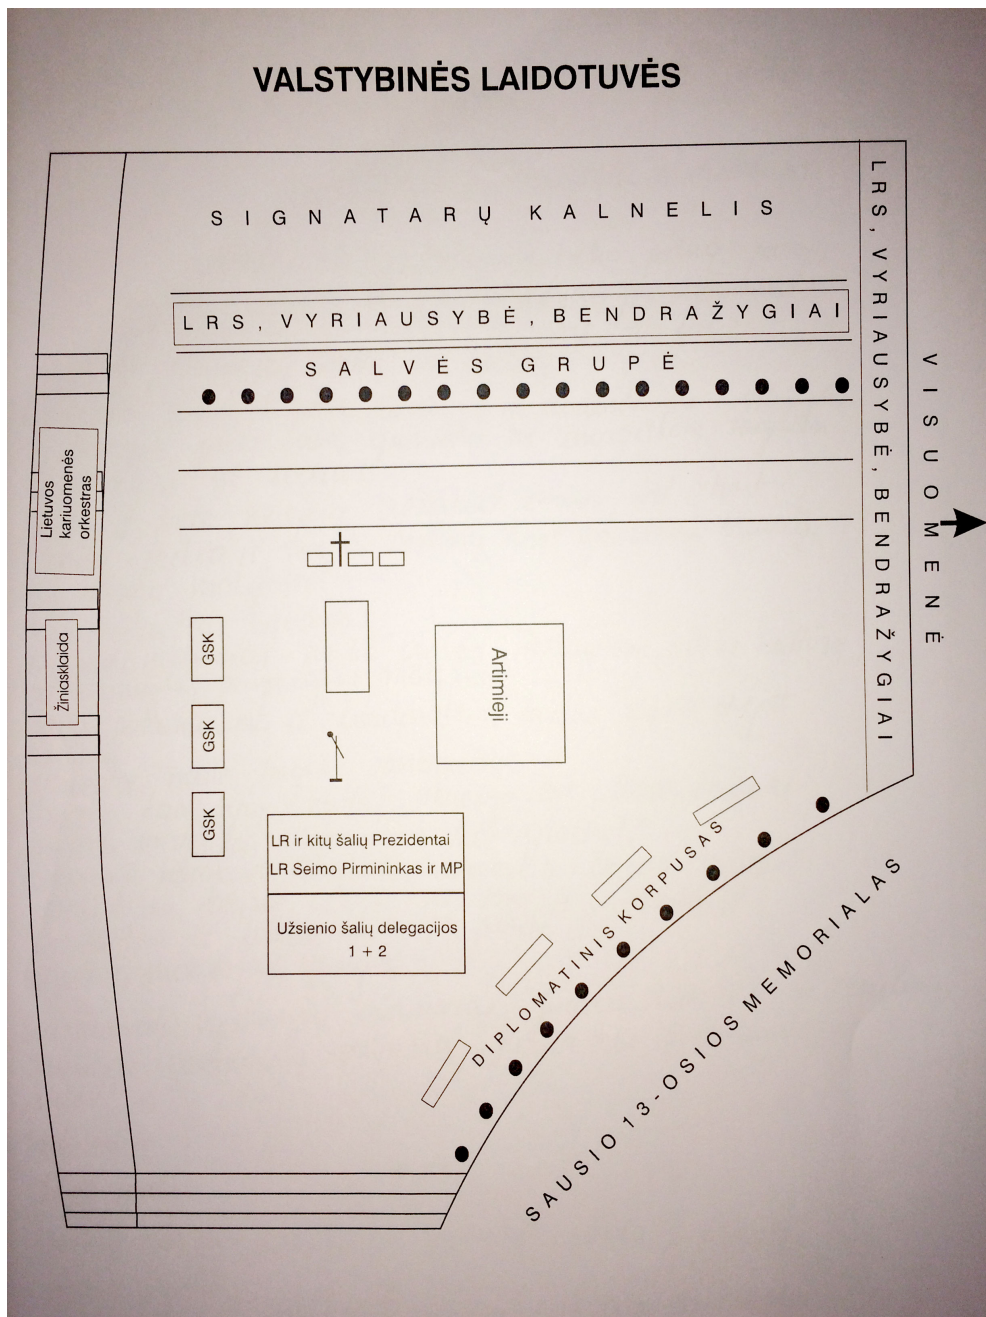 VALSTYBINĖS LAIDOTUVĖS
SIGNATARŲ KALNELIS
LRS, VYRIAUSYBĖ, BENDRAŽYGIAI
SALVĖS GRUPĖ
LRS, VYRIAUSYBĖ, BENDRAŽYGIAI
VISUOMENĖ
Lietuvos
kariuomenės
orkestras
Žiniasklaida
GSK
GSK
GSK
Artimieji
LR ir kitų šalių Prezidentai
LR Seimo Pirmininkas ir MP
Užsienio šalių delegacijos
1 + 2
DIPLOMATINIS KORPUSAS
SAUSIO 13-OSIOS MEMORIALAS